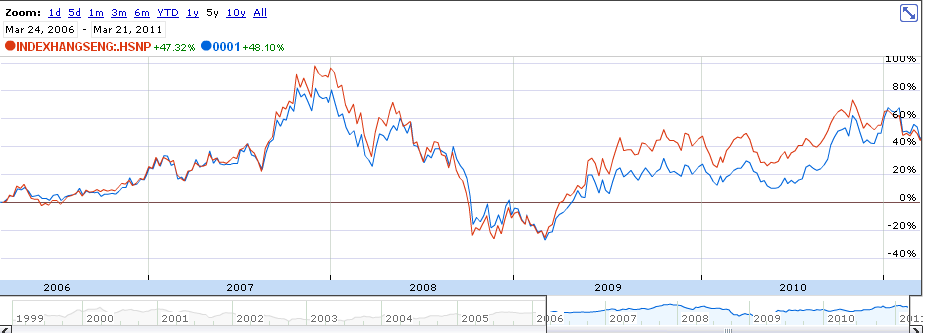 Zoom: 1d 5d 1m 3m 6m YTD 1y 5y 10y All
Mar 24, 2006 - Mar 21, 2011
INDEXHANGSENG:.HSNP +47.32% 0001 +48.10%
100%
80%
60%
40%
20%
0%
-20%
-40%
2006 2007 2008 2009 2010
1999 2000 2001 2002 2003 2004 2005 2006 2007 2008 2009 2010 2011